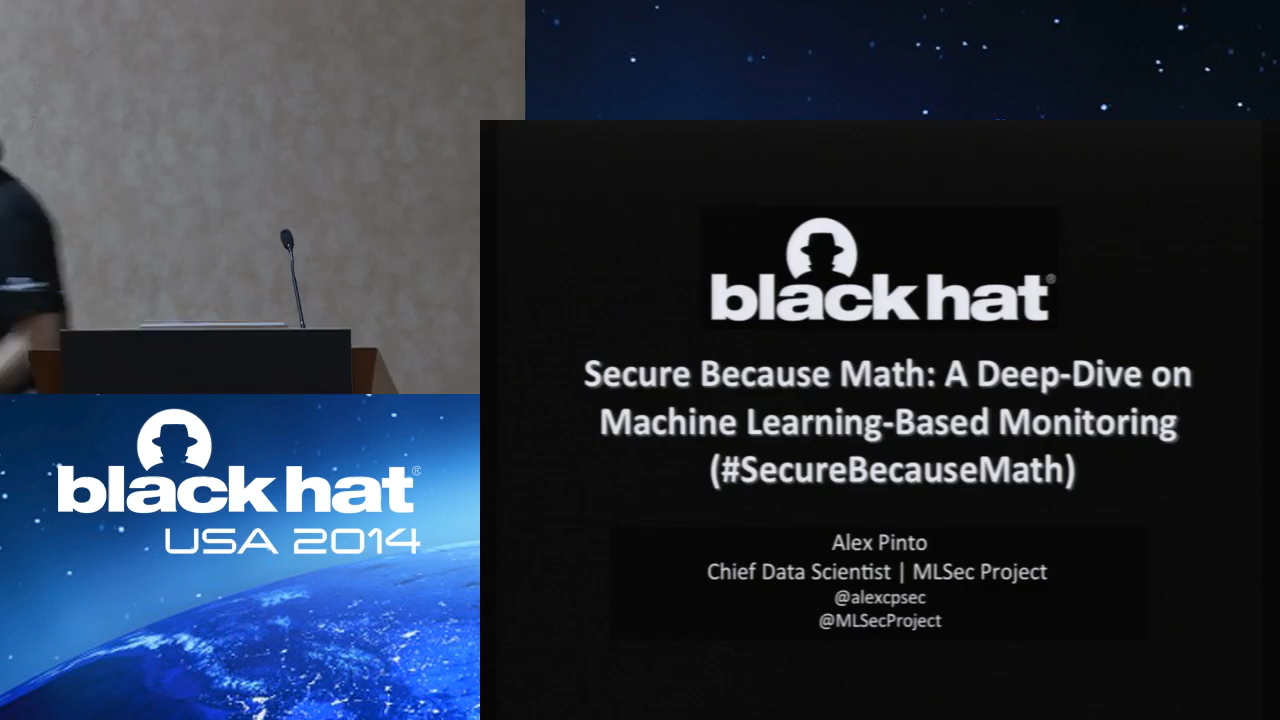 black hat®
USA 2014
black hat®
Secure Because Math: A Deep-Dive on
Machine Learning-Based Monitoring
(#SecureBecauseMath)
Alex Pinto
Chief Data Scientist | MLSec Project
@alexcpsec
@MLSecProject